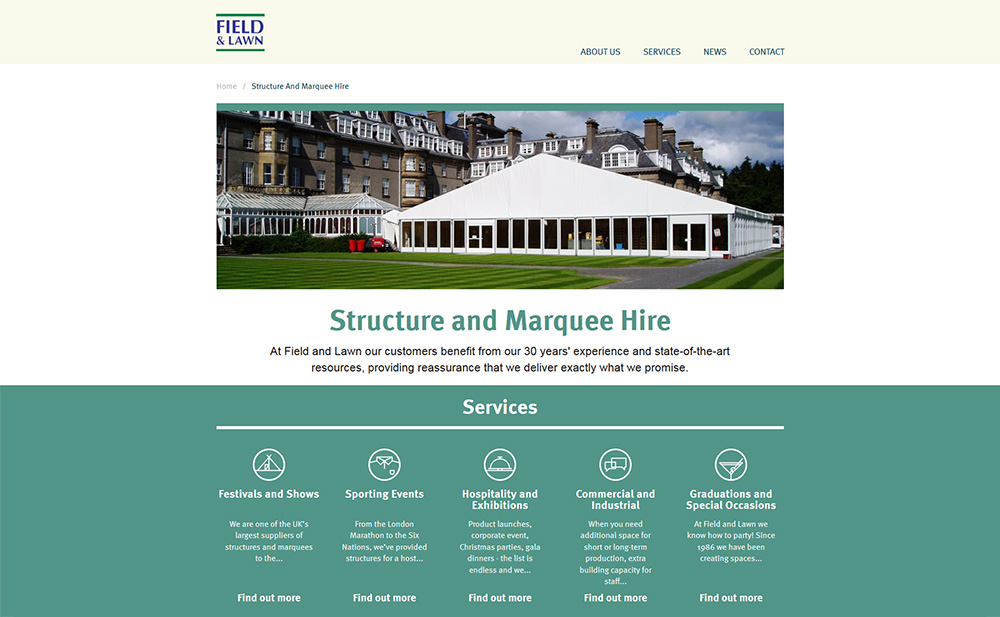 FIELD
& LAWN
ABOUT US SERVICES NEWS CONTACT
Home / Structure And Marquee Hire
Structure and Marquee Hire
At Field and Lawn our customers benefit from our 30 years' experience and state-of-the-art
resources, providing reassurance that we deliver exactly what we promise.
Services
Festivals and Shows
We are one of the UK's
largest suppliers of
structures and marquees
to the...
Find out more
Sporting Events
From the London
Marathon to the Six
Nations, we've provided
structures for a host...
Find out more
Hospitality and
Exhibitions
Product launches,
corporate event,
Christmas parties, gala
dinners - the list is
endless and we...
Find out more
Commercial and
Industrial
When you need
additional space for
short or long-term
production, extra
building capacity for
staff...
Find out more
Graduations and
Special Occasions
At Field and Lawn we
know how to party! Since
1986 we have been
creating spaces...
Find out more